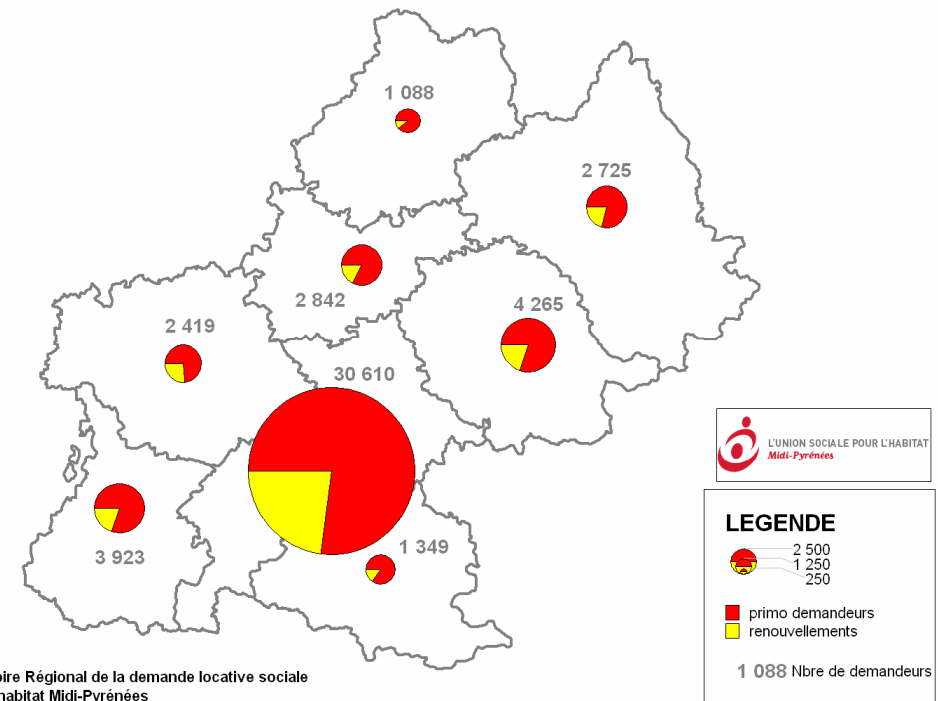 1 088
2 725
2 842
4 265
2 419
30 610
3 923
1 349
L'UNION SOCIALE POUR L'HABITAT
Midi-Pyrénées
LEGENDE
2 500
1 250
250
primo demandeurs
renouvellements
1 088 Nbre de demandeurs
Régional de la demande locative sociale
habitat Midi-Pyrénées